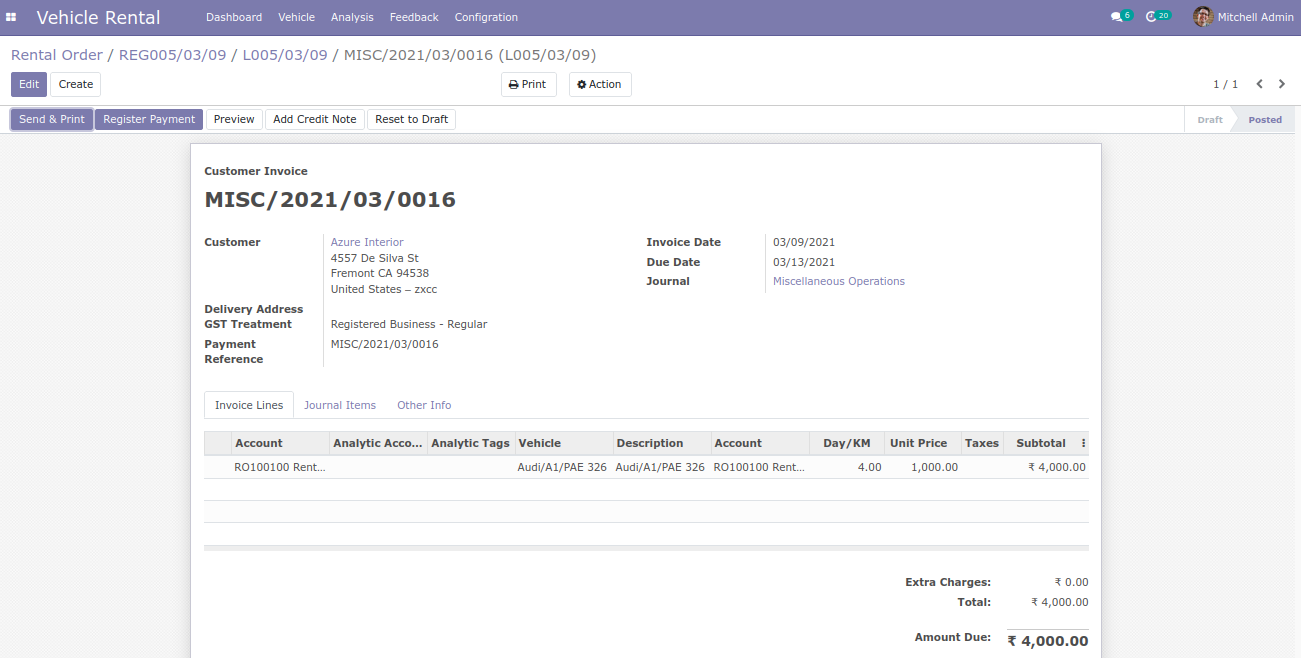 Vehicle Rental Dashboard Vehicle Analysis Feedback Configration 6 20 Mitchell Admin
Rental Order / REG005/03/09 / L005/03/09 / MISC/2021/03/0016 (L005/03/09)
Edit Create Print Action 1 / 1
Send & Print Register Payment Preview Add Credit Note Reset to Draft Draft Posted
Customer Invoice
MISC/2021/03/0016
Customer Azure Interior Invoice Date 03/09/2021
4557 De Silva St Due Date 03/13/2021
Fremont CA 94538 Journal Miscellaneous Operations
United States – zxcc
Delivery Address
GST Treatment Registered Business - Regular
Payment MISC/2021/03/0016
Reference
Invoice Lines Journal Items Other Info
Account Analytic Acco... Analytic Tags Vehicle Description Account Day/KM Unit Price Taxes Subtotal
RO100100 Rent... Audi/A1/PAE 326 Audi/A1/PAE 326 RO100100 Rent... 4.00 1,000.00 ₹ 4,000.00
Extra Charges: ₹ 0.00
Total: ₹ 4,000.00
Amount Due: ₹ 4,000.00